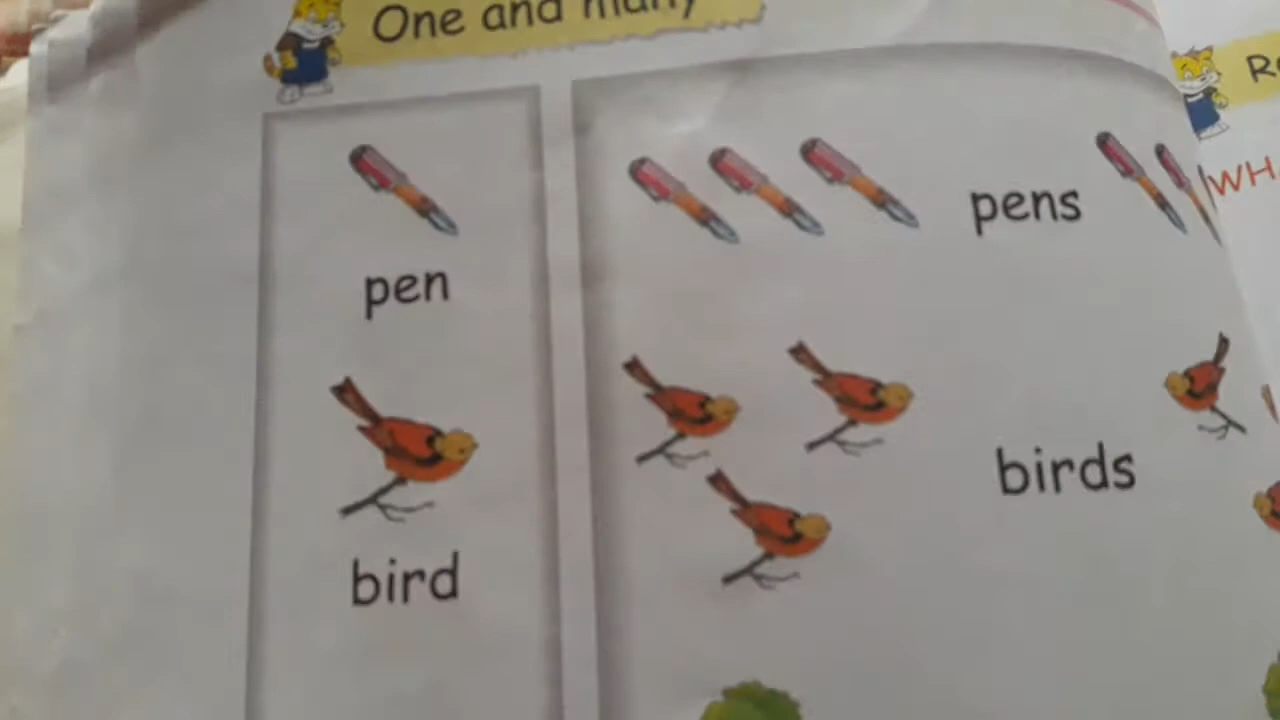 One and many
pen
pens
bird
birds